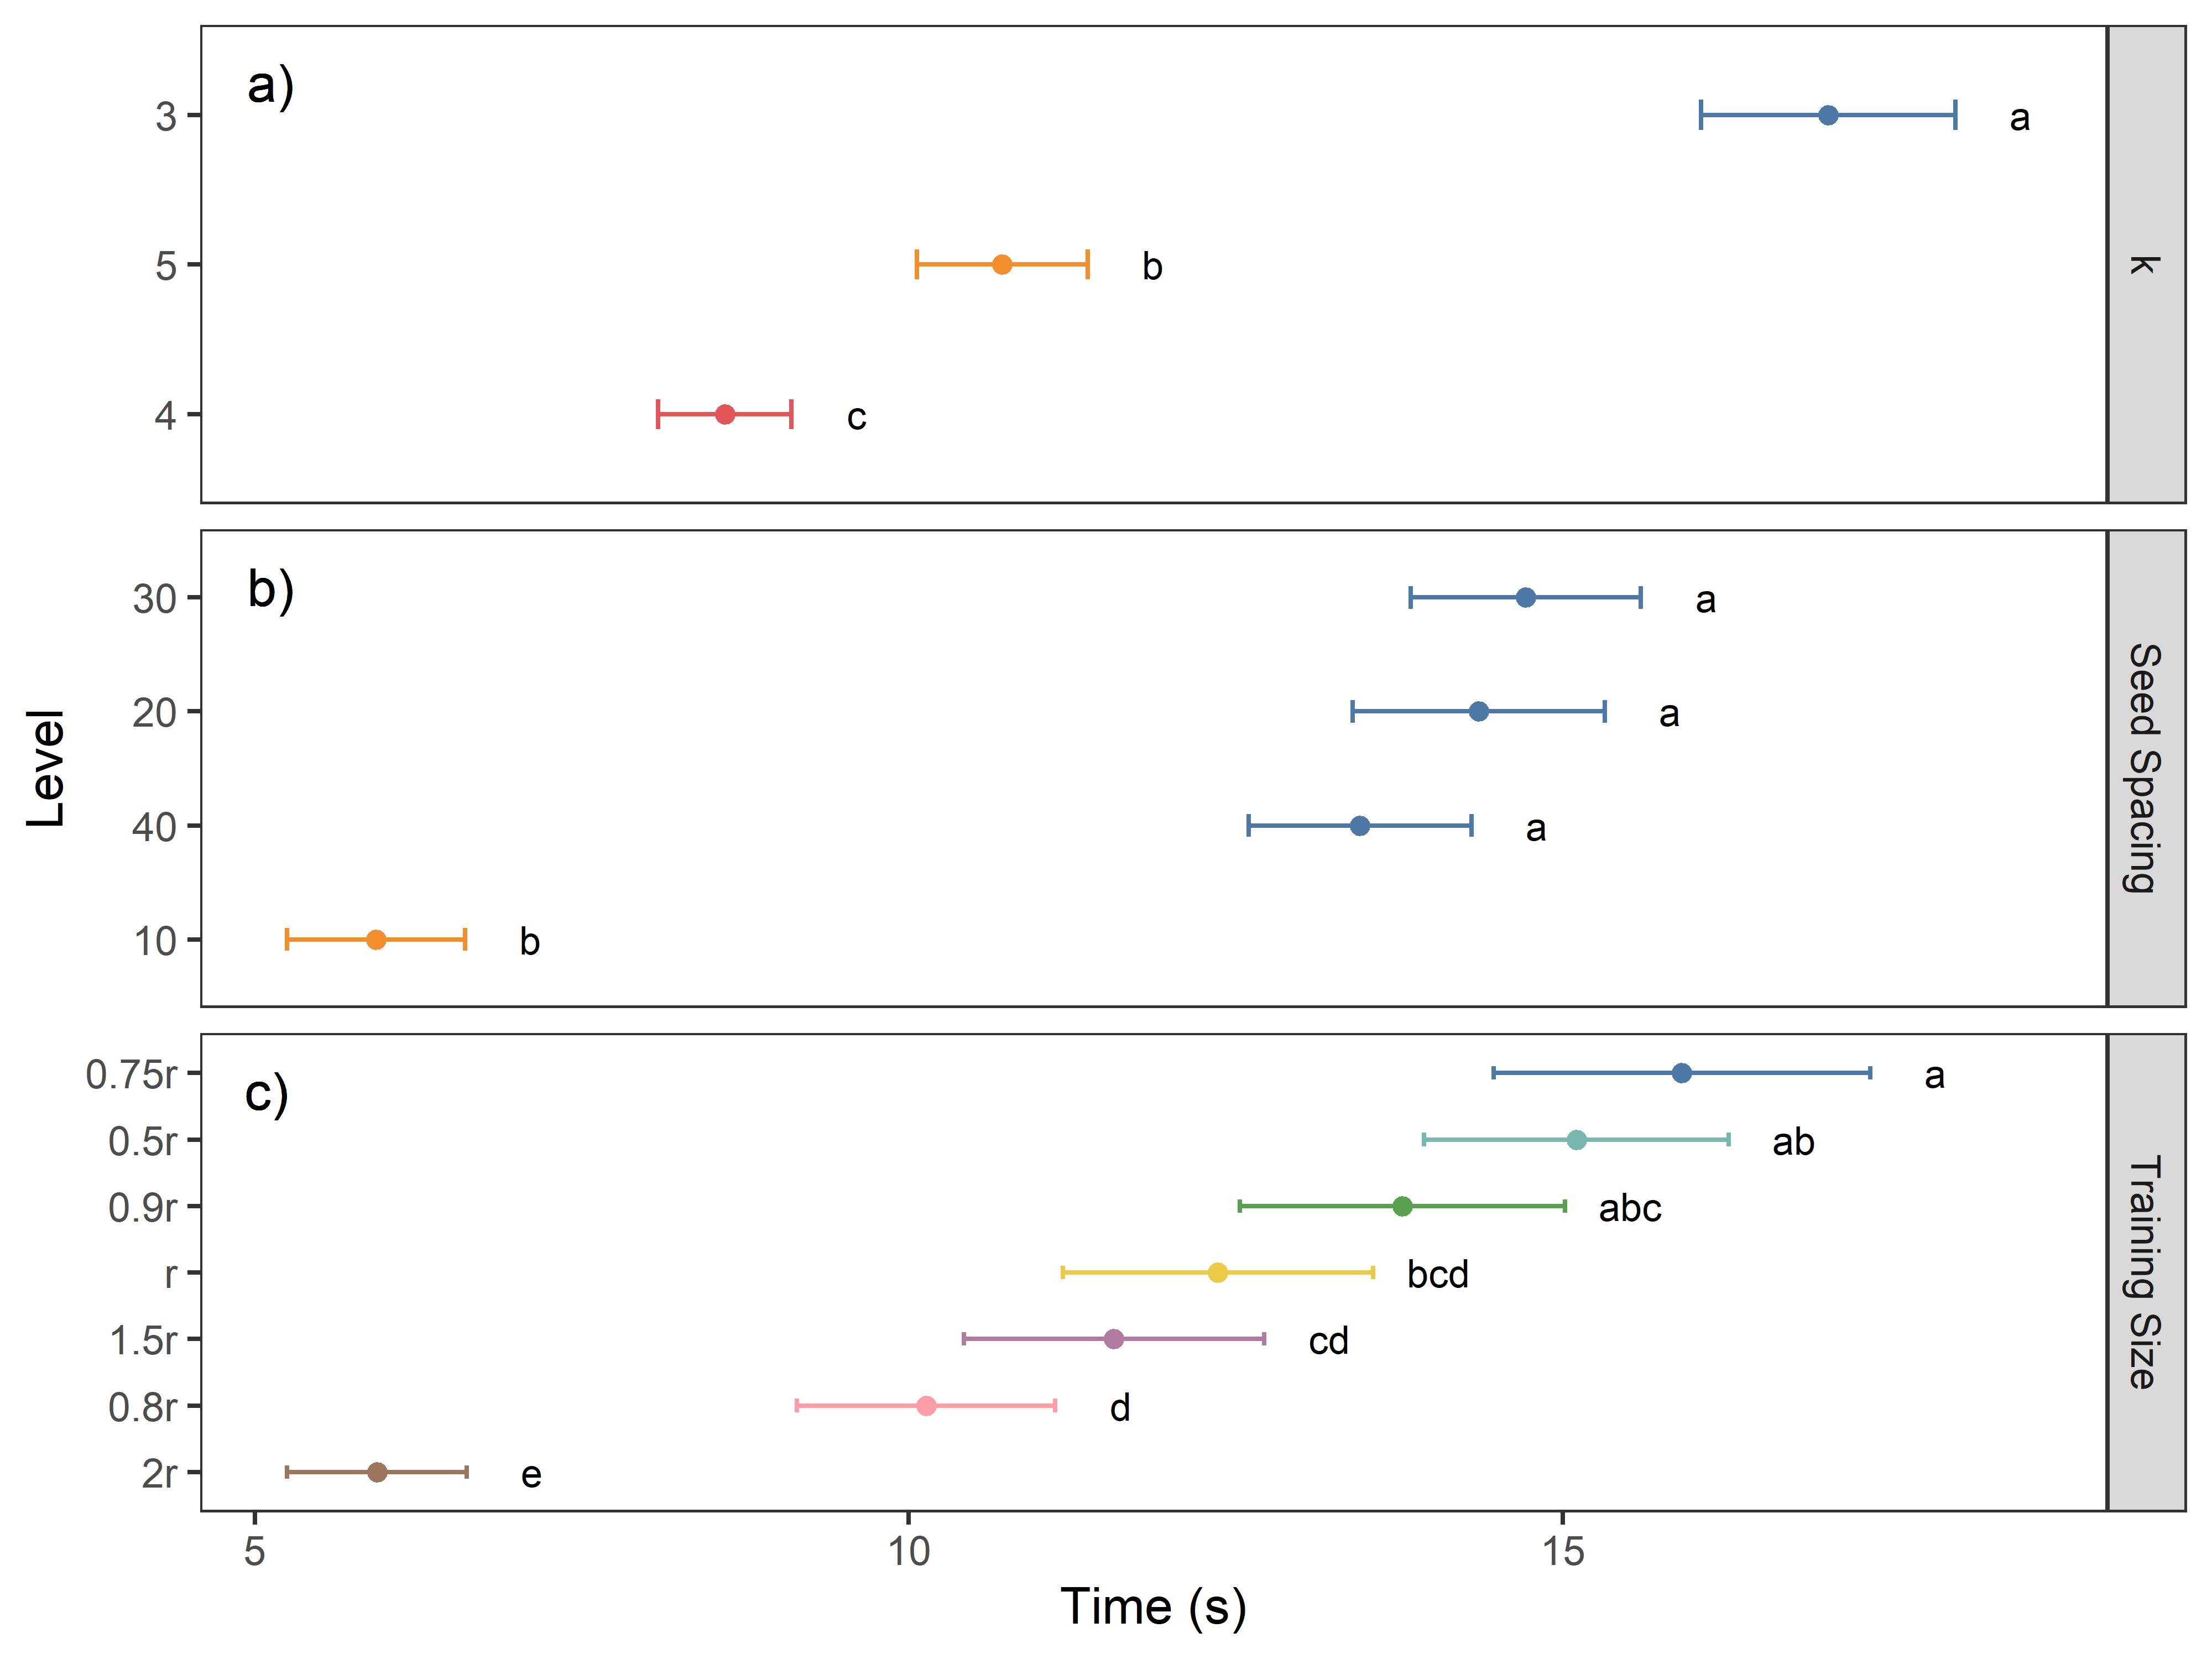 a)
3
a
5
b
4
c
k
b)
30
a
20
a
40
a
10
b
Seed Spacing
Level
c)
0.75r
a
0.5r
ab
0.9r
abc
r
bcd
1.5r
cd
0.8r
d
2r
e
Training Size
5 10 15
Time (s)